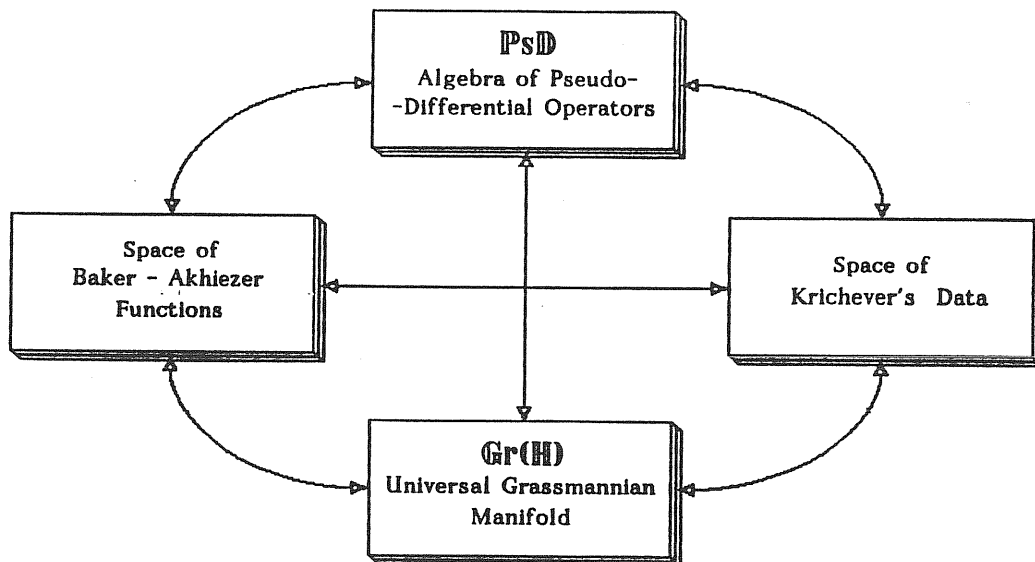 PsD
Algebra of Pseudo-
-Differential Operators
Space of
Baker - Akhiezer
Functions
Space of
Krichever's Data
Gr(H)
Universal Grassmannian
Manifold